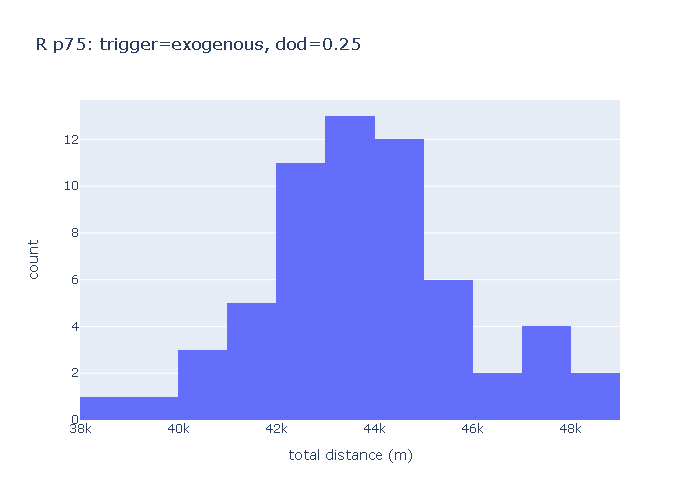 R p75: trigger=exogenous, dod=0.25
12
10
8
6
4
2
0
count
38k 40k 42k 44k 46k 48k
total distance (m)